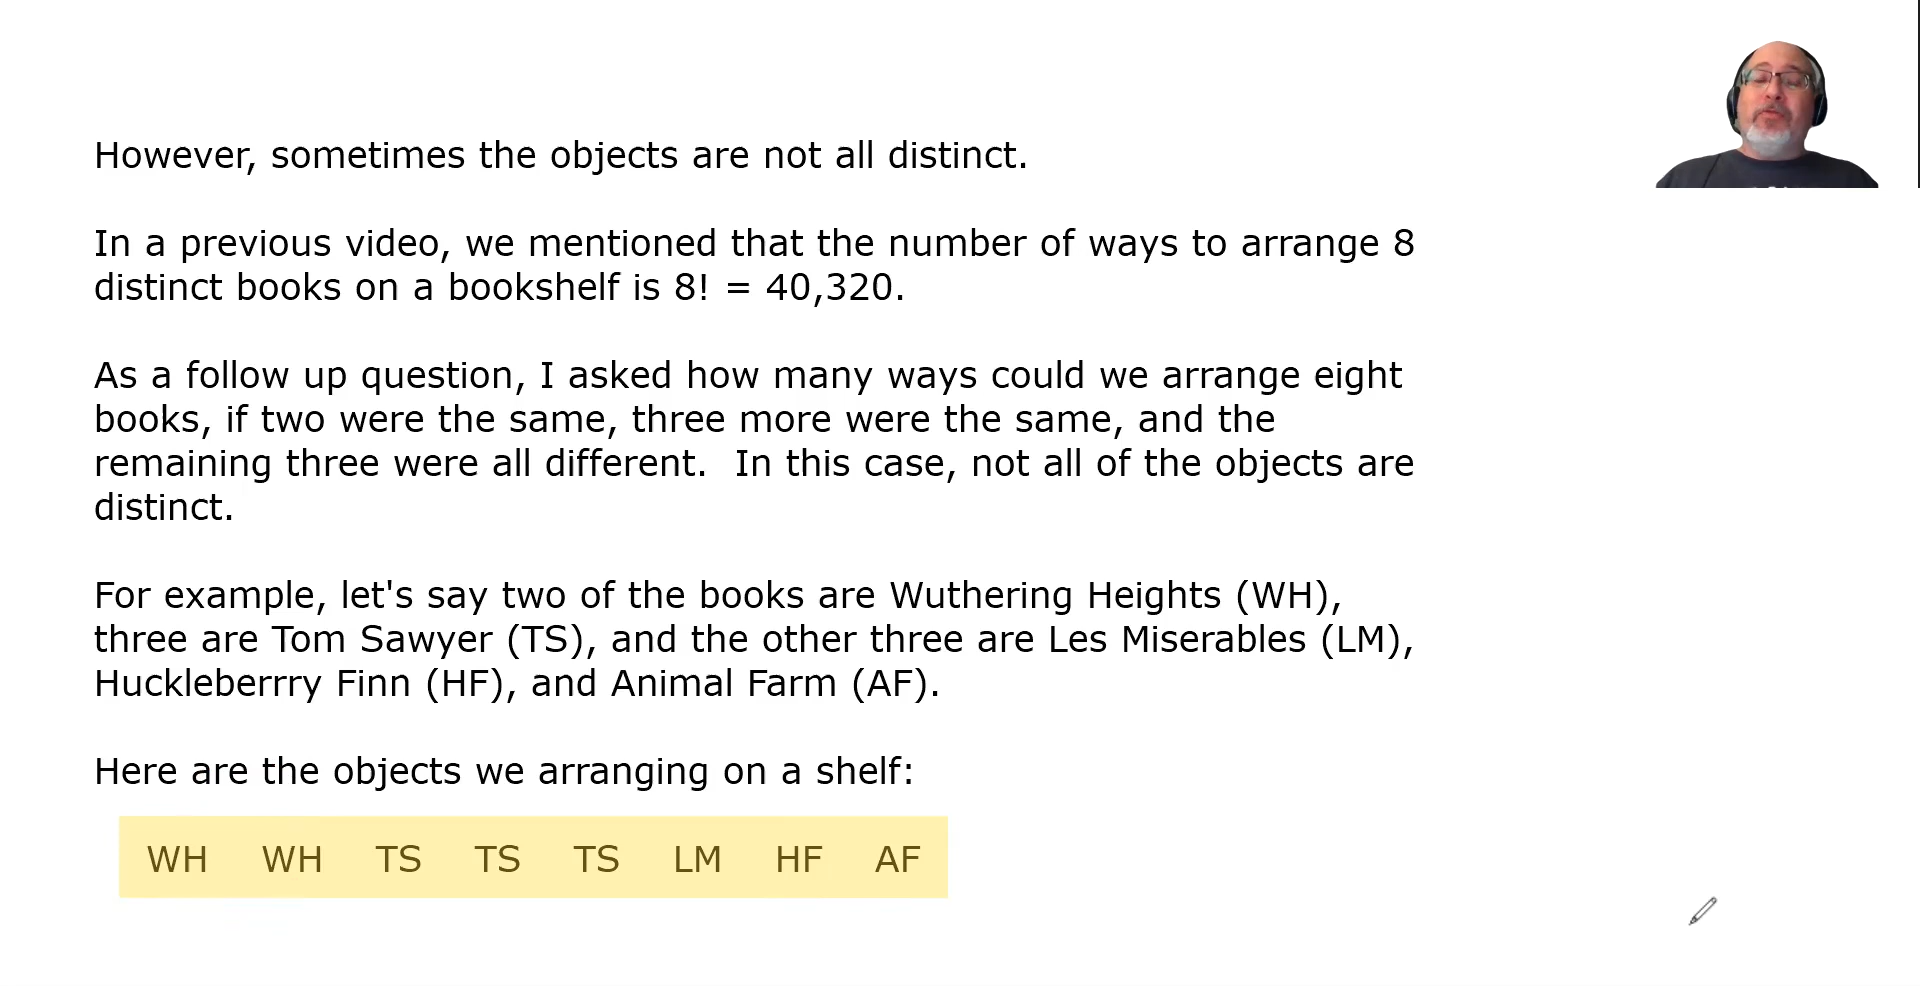 However, sometimes the objects are not all distinct.
In a previous video, we mentioned that the number of ways to arrange 8
distinct books on a bookshelf is 8! = 40,320.
As a follow up question, I asked how many ways could we arrange eight
books, if two were the same, three more were the same, and the
remaining three were all different.  In this case, not all of the objects are
distinct.
For example, let's say two of the books are Wuthering Heights (WH),
three are Tom Sawyer (TS), and the other three are Les Miserables (LM),
Huckleberrry Finn (HF), and Animal Farm (AF).
Here are the objects we arranging on a shelf:
WH WH TS TS TS LM HF AF